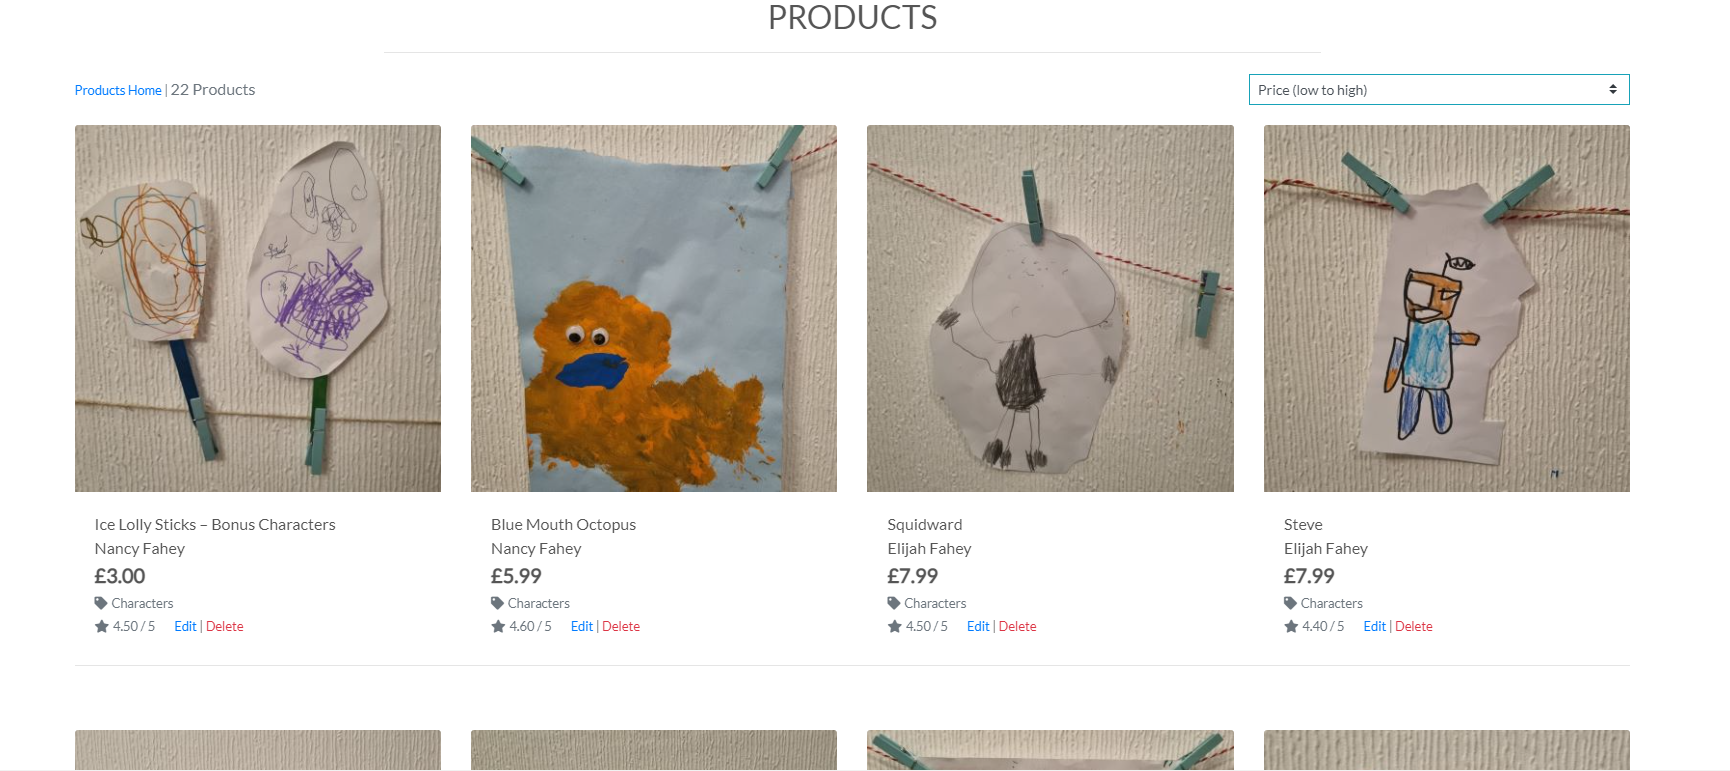 PRODUCTS
Products Home | 22 Products
Price (low to high)
Ice Lolly Sticks – Bonus Characters
Nancy Fahey
£3.00
Characters
4.50 / 5 Edit | Delete
Blue Mouth Octopus
Nancy Fahey
£5.99
Characters
4.60 / 5 Edit | Delete
Squidward
Elijah Fahey
£7.99
Characters
4.50 / 5 Edit | Delete
Steve
Elijah Fahey
£7.99
Characters
4.40 / 5 Edit | Delete